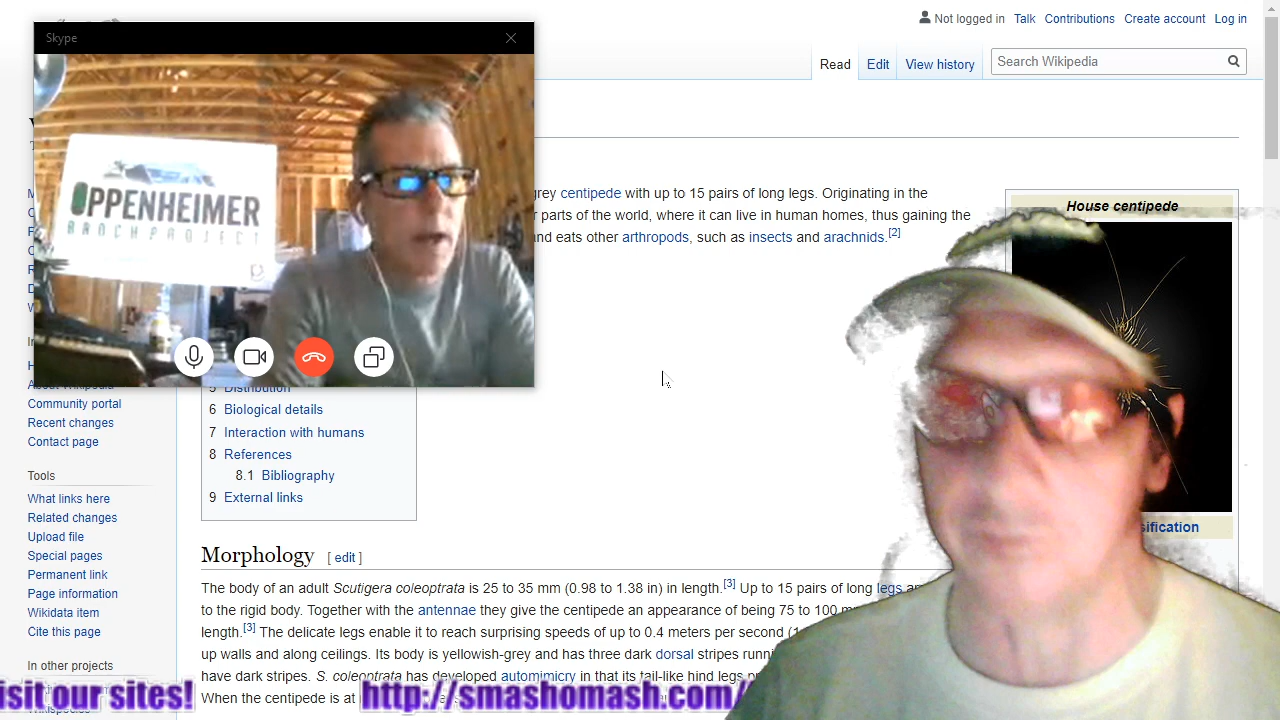 Not logged in Talk Contributions Create account Log in
Skype
Read Edit View history Search Wikipedia
OPPENHEIMER
RANCH PROJECT
grey centipede with up to 15 pairs of long legs. Originating in the
parts of the world, where it can live in human homes, thus gaining the
and eats other arthropods, such as insects and arachnids.[2]
House centipede
5 Distribution
6 Biological details
7 Interaction with humans
8 References
8.1 Bibliography
9 External links
About Wikipedia
Community portal
Recent changes
Contact page
Tools
What links here
Related changes
Upload file
Special pages
Permanent link
Page information
Wikidata item
Cite this page
In other projects
Morphology [ edit ]
The body of an adult Scutigera coleoptrata is 25 to 35 mm (0.98 to 1.38 in) in length.[3] Up to 15 pairs of long legs
to the rigid body. Together with the antennae they give the centipede an appearance of being 75 to 100
length.[3] The delicate legs enable it to reach surprising speeds of up to 0.4 meters per second
up walls and along ceilings. Its body is yellowish-grey and has three dark dorsal stripes
have dark stripes. S. coleoptrata has developed automimicry in that its tail-like hind legs
When the centipede is at
isit our sites! http://smashomash.com/